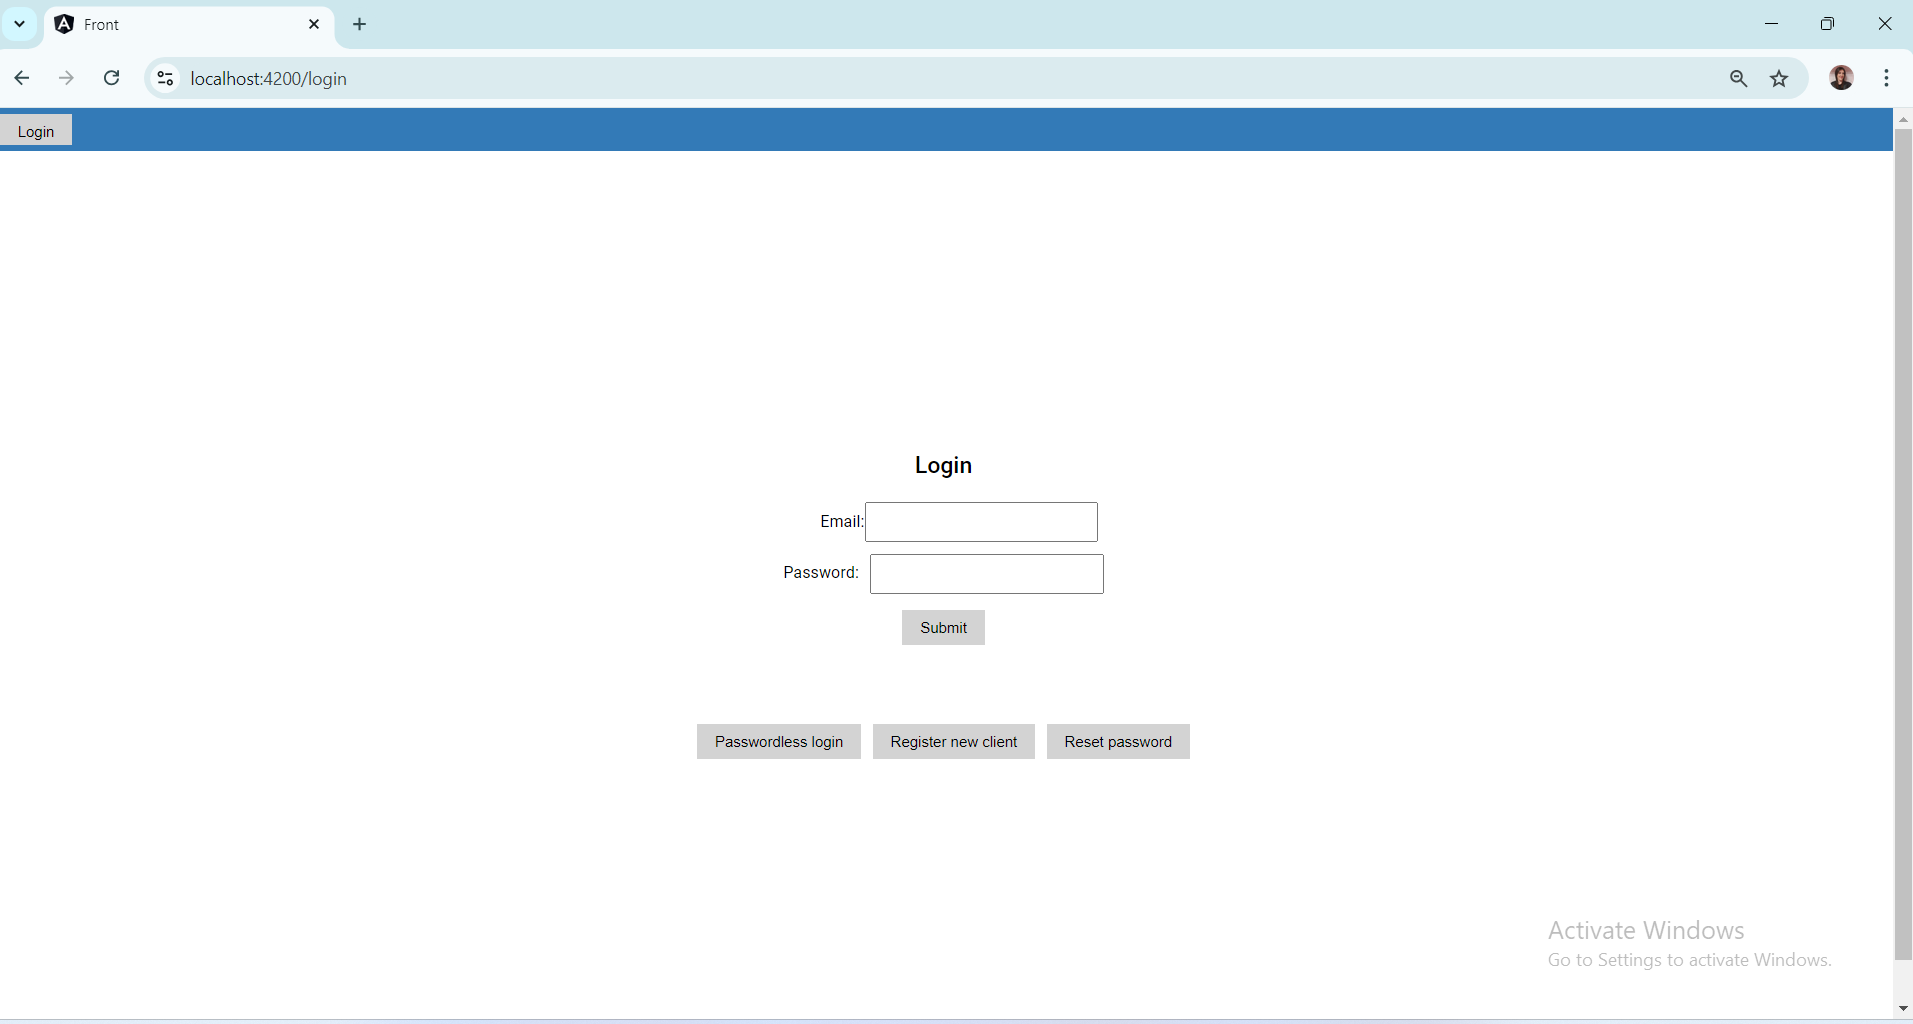 Front
localhost:4200/login
Login
Login
Email:
Password:
Submit
Passwordless login
Register new client
Reset password
Activate Windows
Go to Settings to activate Windows.